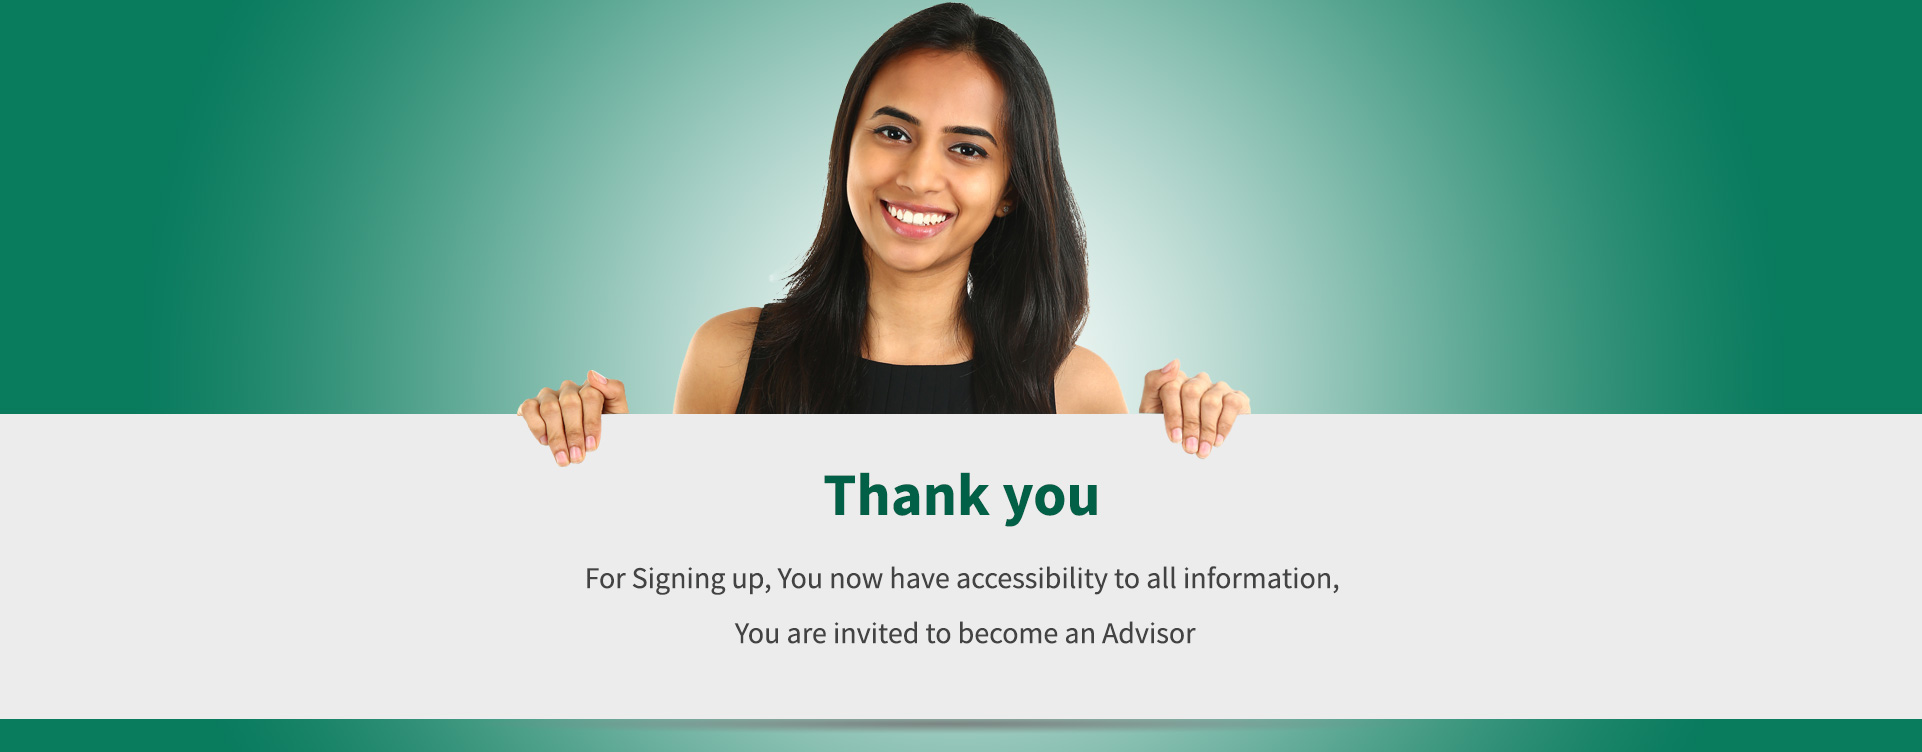 Thank you
For Signing up, You now have accessibility to all information,
You are invited to become an Advisor